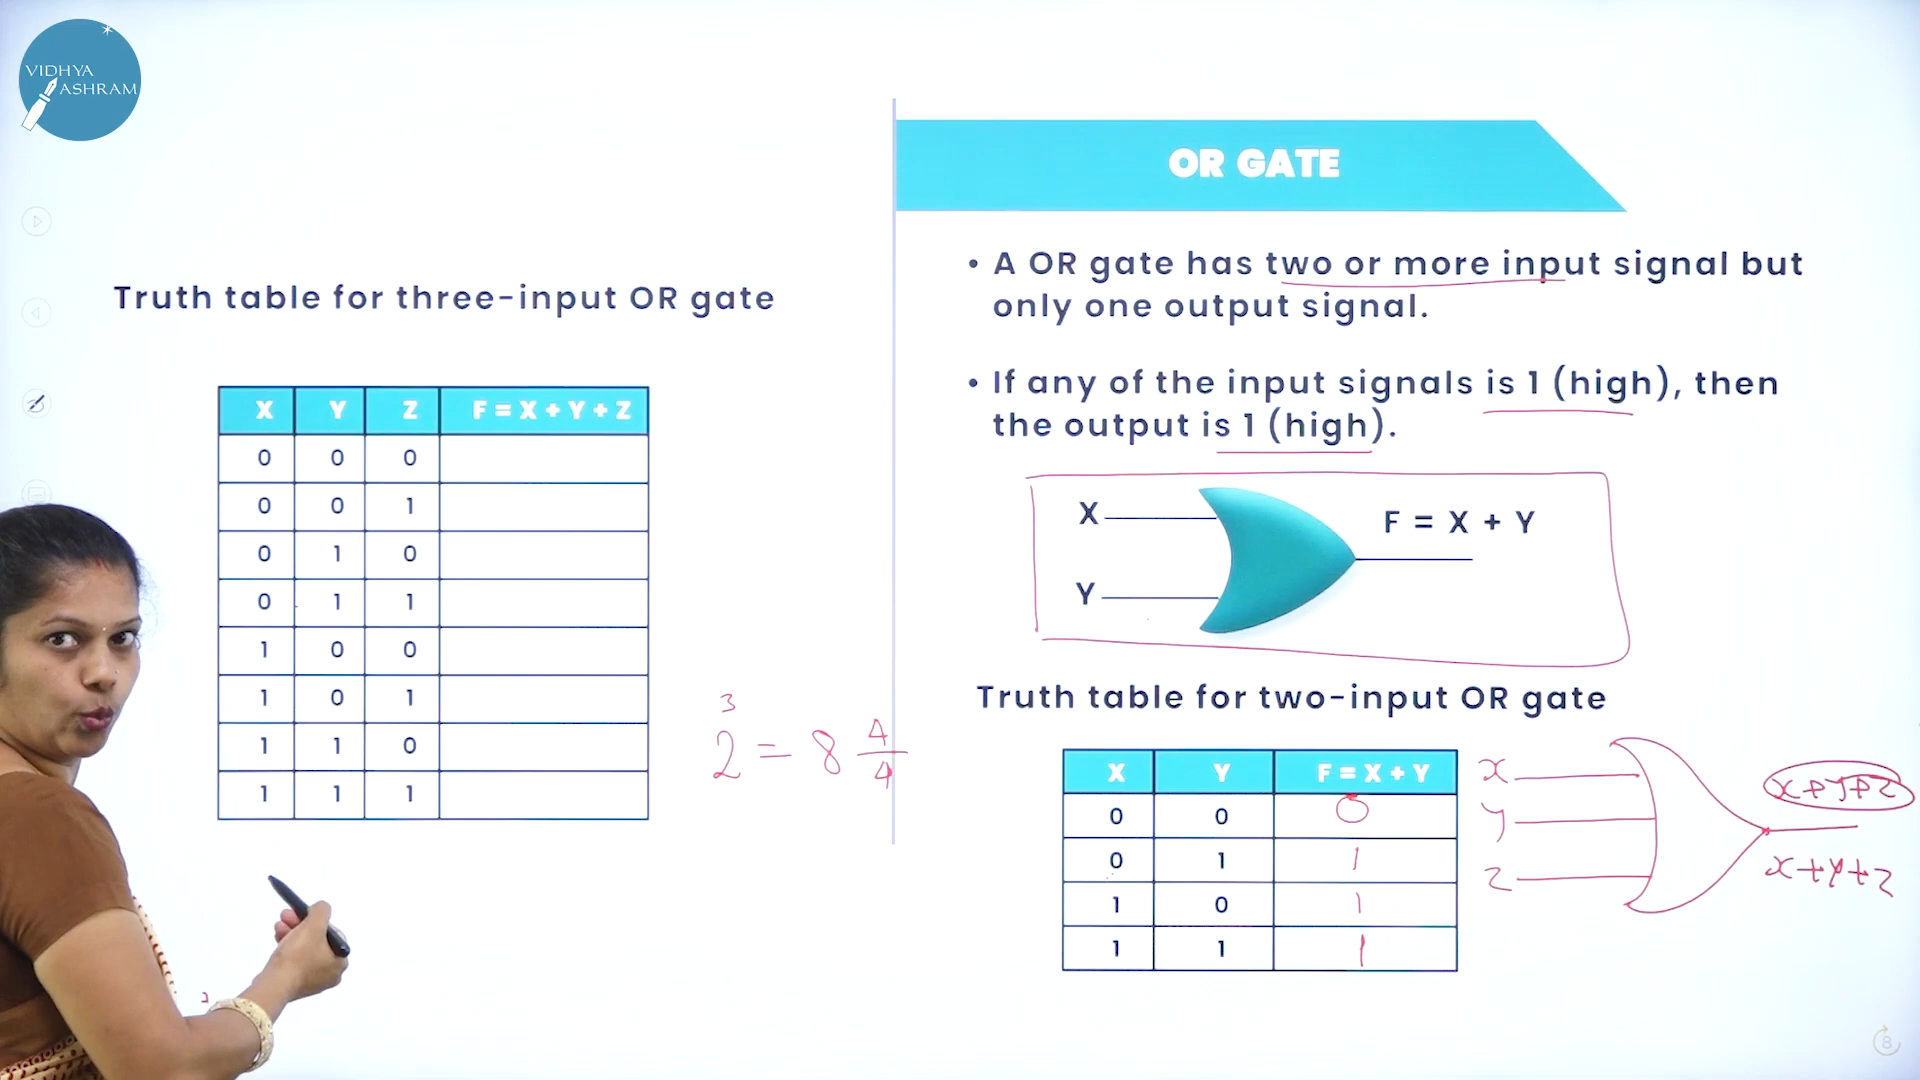 VIDHYA
ASHRAM
Truth table for three-input OR gate
X Y Z F = X + Y + Z
0 0 0
0 0 1
0 1 0
0 1 1
1 0 0
1 0 1
1 1 0
1 1 1
2³ = 8 4/4
OR GATE
• A OR gate has two or more input signal but
only one output signal.
• If any of the input signals is 1 (high), then
the output is 1 (high).
X
F = X + Y
Y
Truth table for two-input OR gate
X Y F = X + Y
0 0 0
0 1 1
1 0 1
1 1 1
x
y
z
x+y+z
x+y+z
8